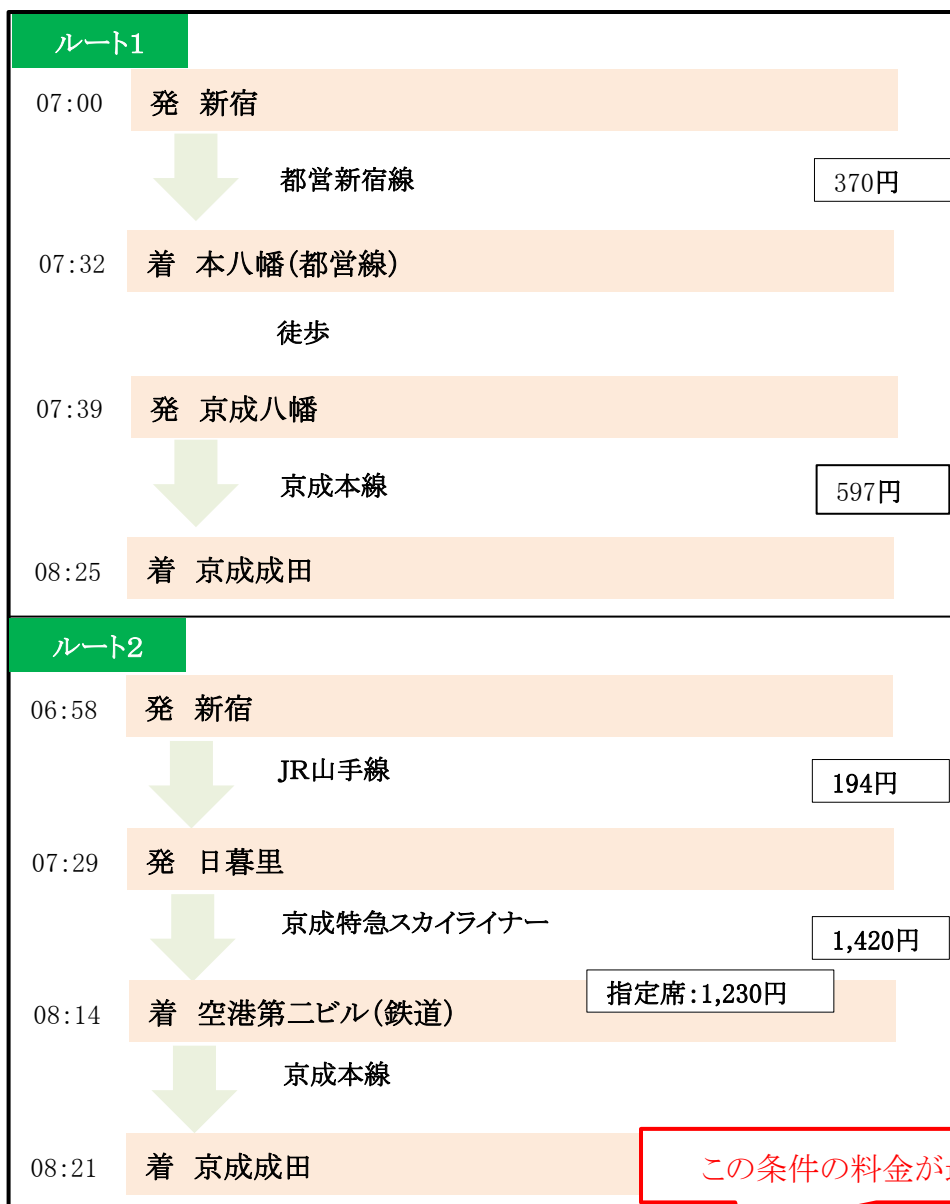 ルート1
07:00 発 新宿
都営新宿線 370円
07:32 着 本八幡(都営線)
徒歩
07:39 発 京成八幡
京成本線 597円
08:25 着 京成成田
ルート2
06:58 発 新宿
JR山手線 194円
07:29 発 日暮里
京成特急スカイライナー 1,420円
指定席:1,230円
08:14 着 空港第二ビル(鉄道)
京成本線
08:21 着 京成成田
この条件の料金が